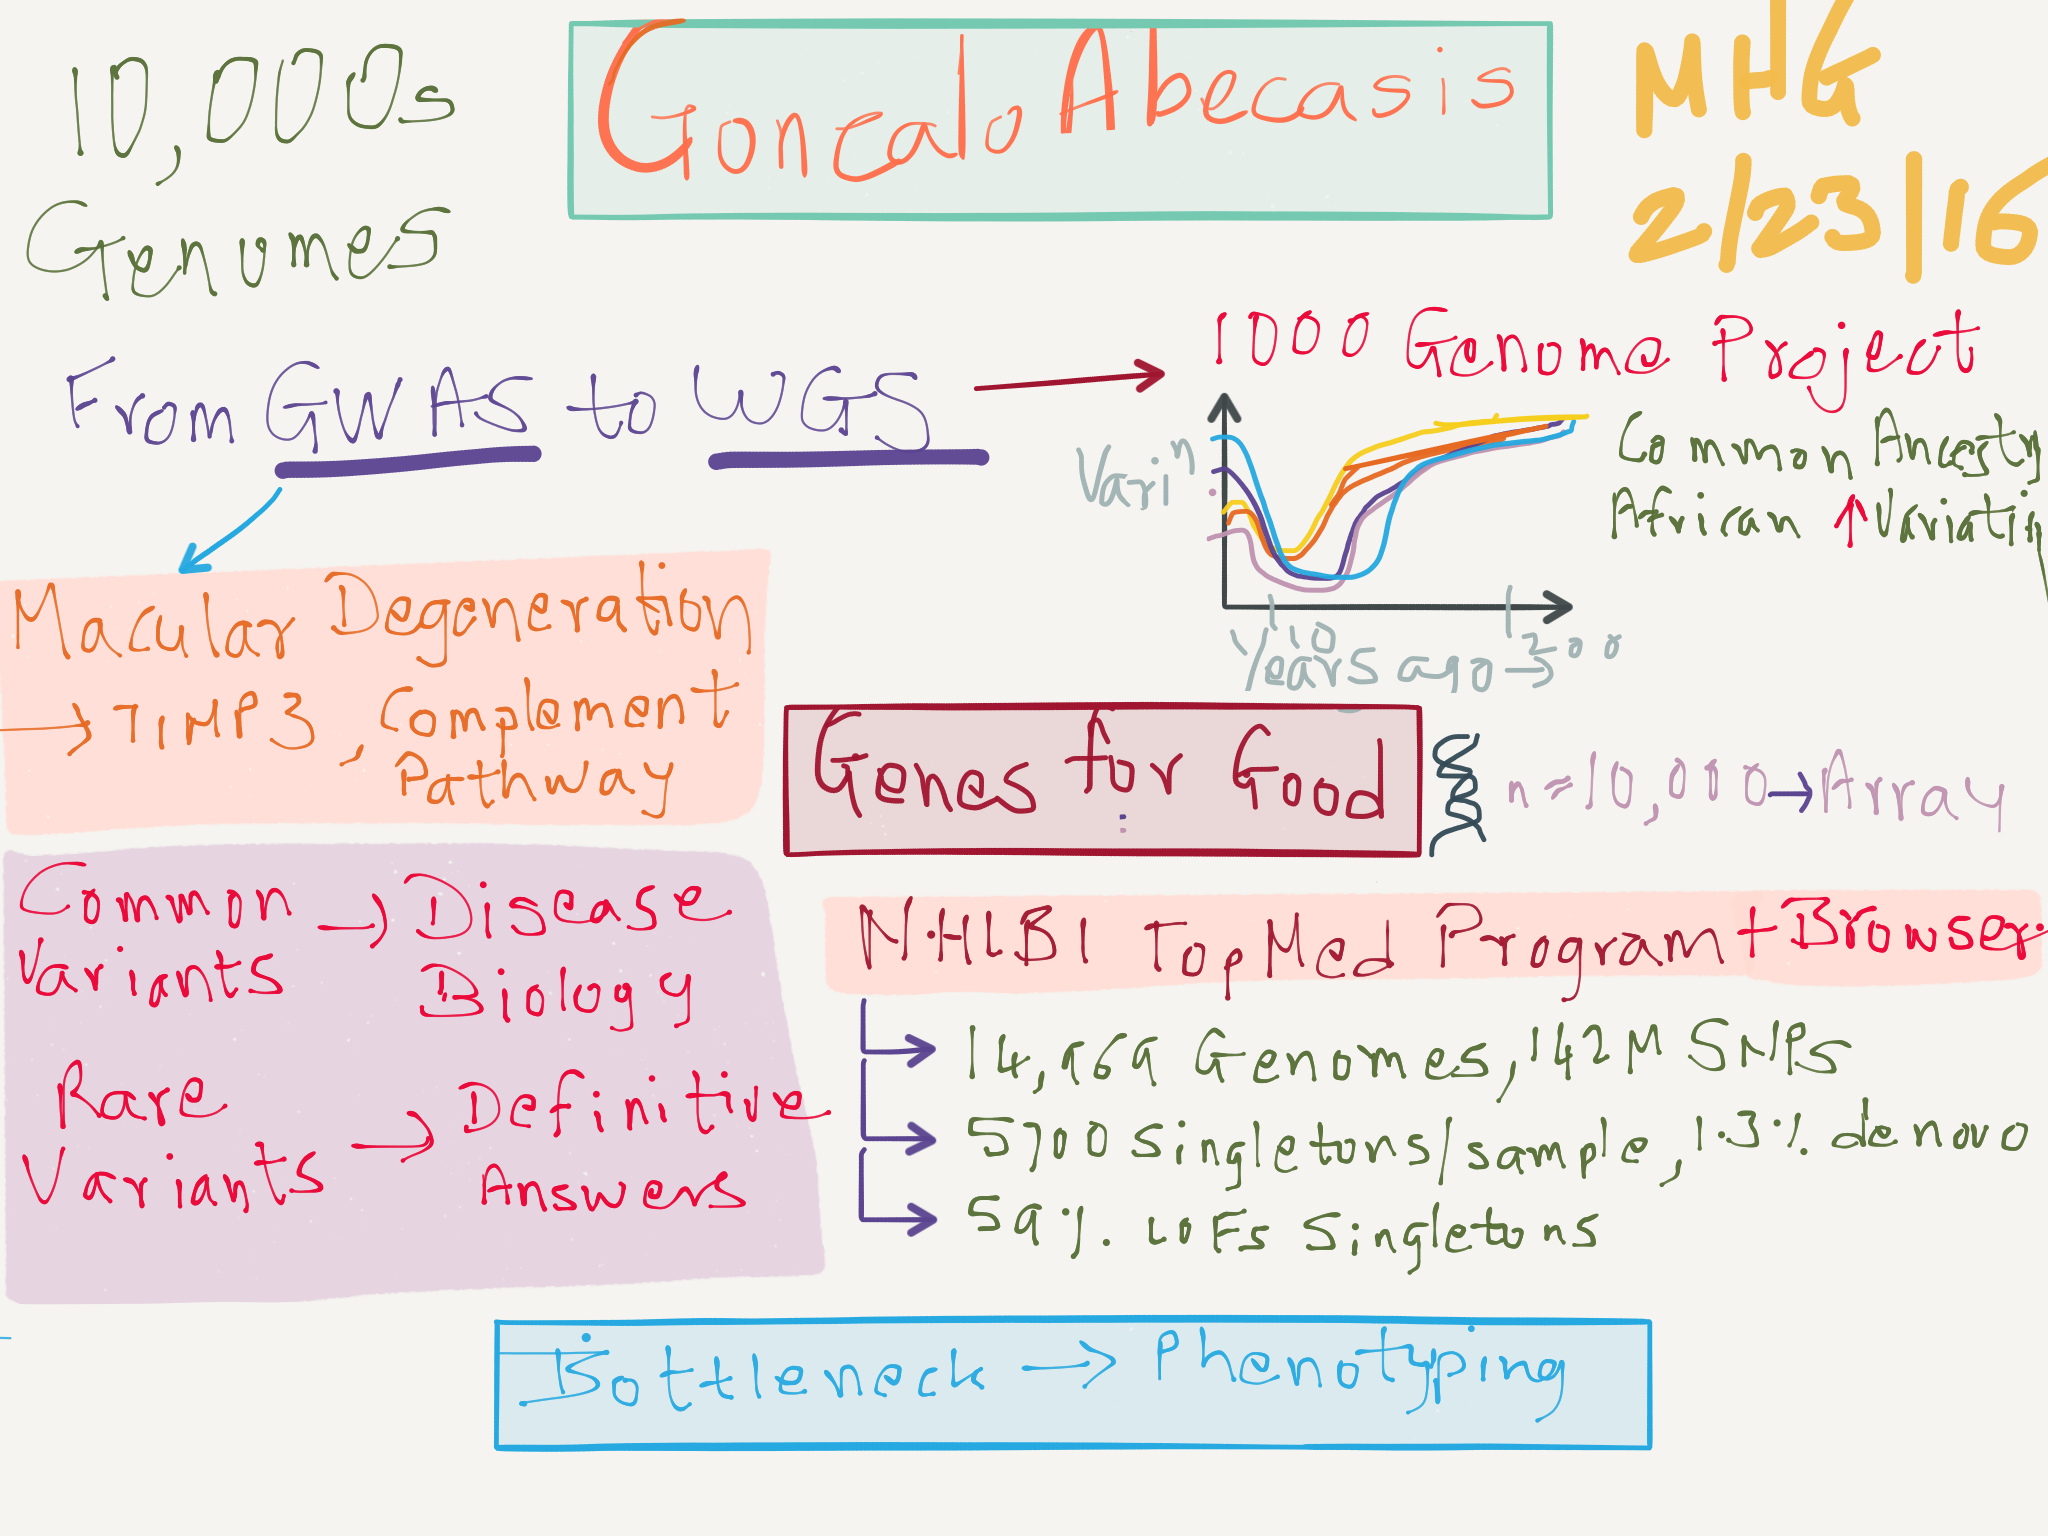 10,000s
Genomes
Goncalo Abecasis
MHG
2/23/16
From GWAS to WGS
1000 Genome Project
Variⁿ
10
200
Years ago →
Common Ancestry
African ↑ Variation
Macular Degeneration
→ TIMP3, Complement
Pathway
Genes for Good
n=10,000 → Array
Common → Disease
Variants Biology
Rare → Definitive
Variants Answers
NHLBI TopMed Program + Browser
14,969 Genomes, 142M SNPs
5700 Singletons/sample, 1.3% denovo
59% LOFs Singletons
Bottleneck → Phenotyping